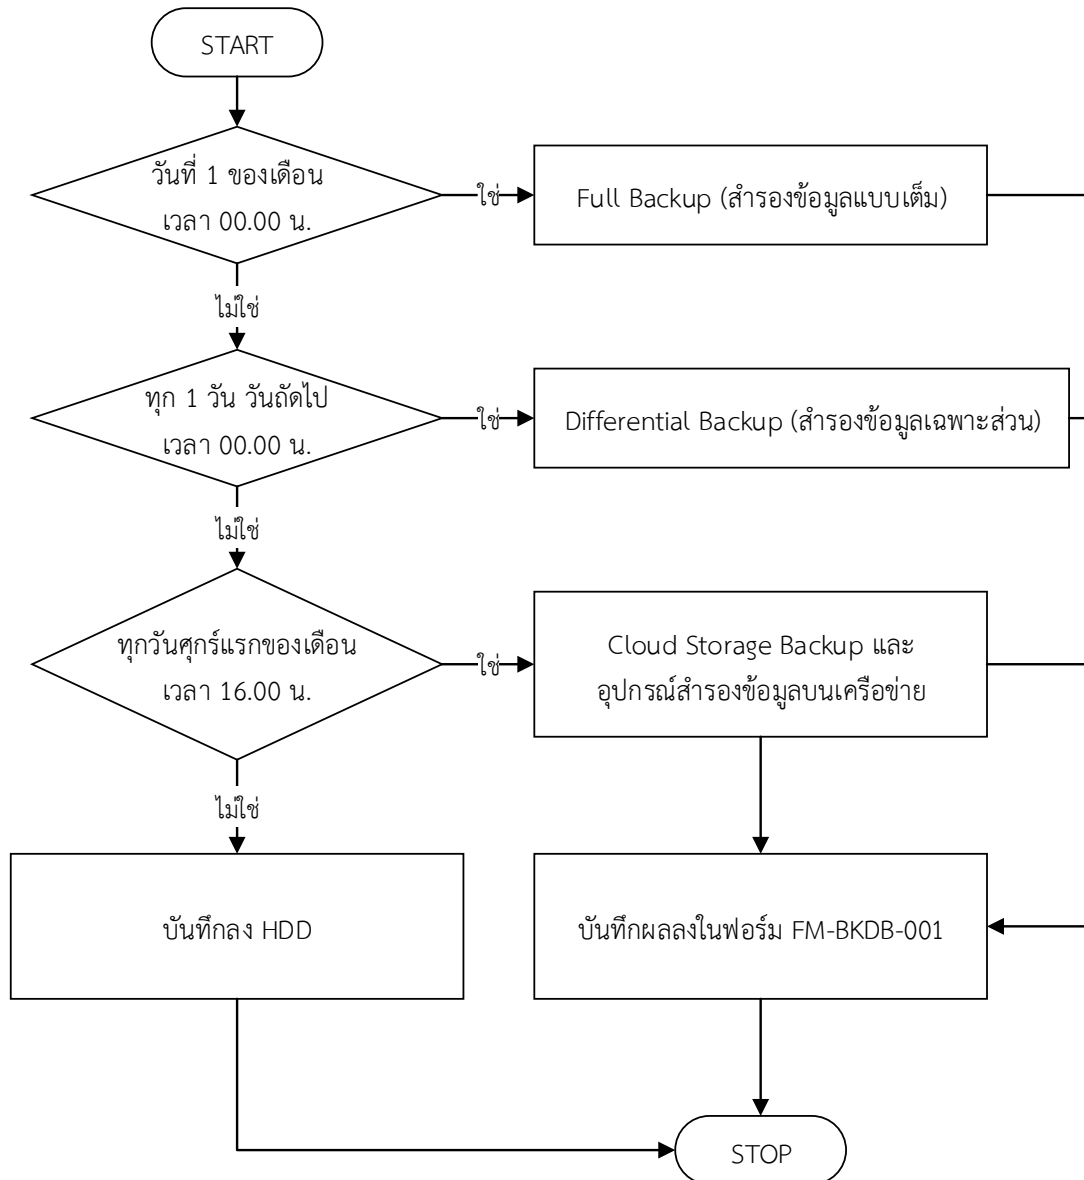 START
วันที่ 1 ของเดือน
เวลา 00.00 น.
ใช่
Full Backup (สำรองข้อมูลแบบเต็ม)
ไม่ใช่
ทุก 1 วัน วันถัดไป
เวลา 00.00 น.
ใช่
Differential Backup (สำรองข้อมูลเฉพาะส่วน)
ไม่ใช่
ทุกวันศุกร์แรกของเดือน
เวลา 16.00 น.
ใช่
Cloud Storage Backup และ
อุปกรณ์สำรองข้อมูลบนเครือข่าย
ไม่ใช่
บันทึกลง HDD
บันทึกผลลงในฟอร์ม FM-BKDB-001
STOP